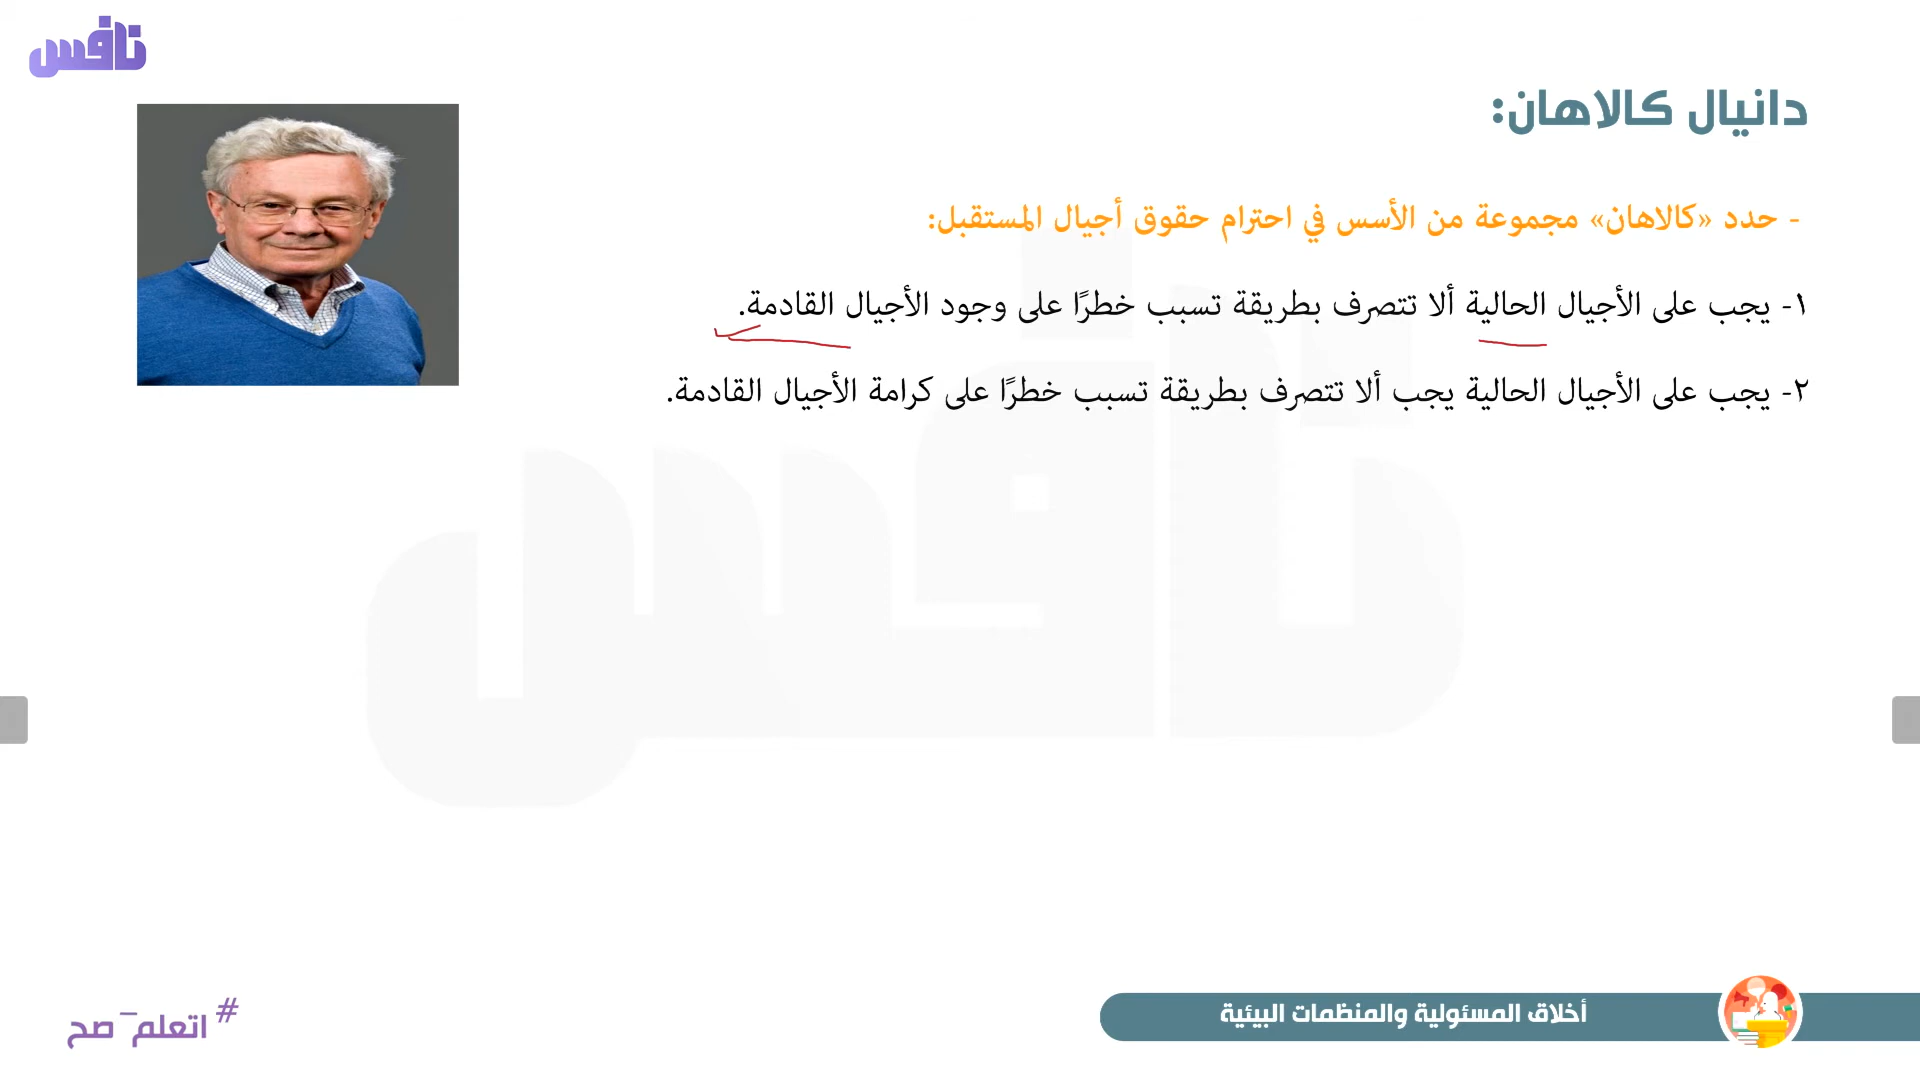 نافس
دانيال كالاهان:
- حدد «كالاهان» مجموعة من الأسس في احترام حقوق أجيال المستقبل:
١- يجب على الأجيال الحالية ألا تتصرف بطريقة تسبب خطرًا على وجود الأجيال القادمة.
٢- يجب على الأجيال الحالية يجب ألا تتصرف بطريقة تسبب خطرًا على كرامة الأجيال القادمة.
أخلاق المسئولية والمنظمات البيئية
#اتعلم_صح